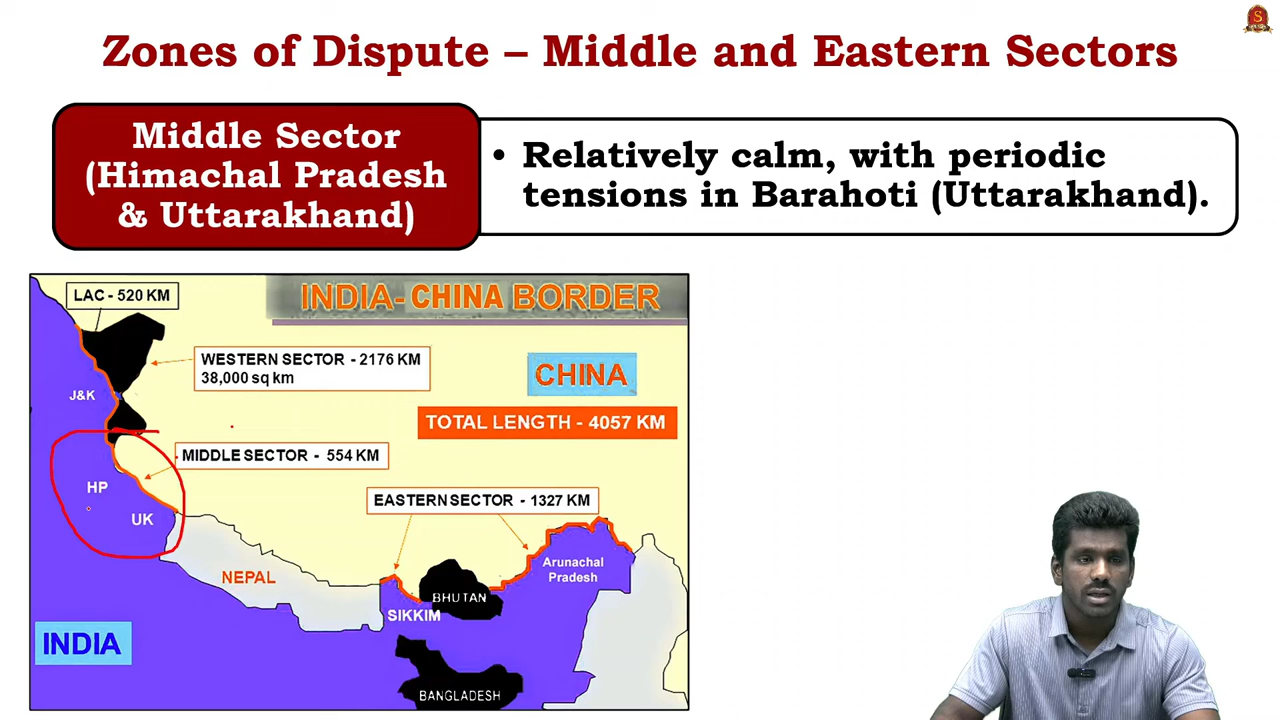 Zones of Dispute – Middle and Eastern Sectors
Middle Sector
(Himachal Pradesh
& Uttarakhand)
• Relatively calm, with periodic
tensions in Barahoti (Uttarakhand).
LAC - 520 KM
INDIA- CHINA BORDER
WESTERN SECTOR - 2176 KM
38,000 sq km
CHINA
J&K
TOTAL LENGTH - 4057 KM
MIDDLE SECTOR - 554 KM
HP
EASTERN SECTOR - 1327 KM
UK
Arunachal
Pradesh
NEPAL
BHUTAN
SIKKIM
INDIA
BANGLADESH
S